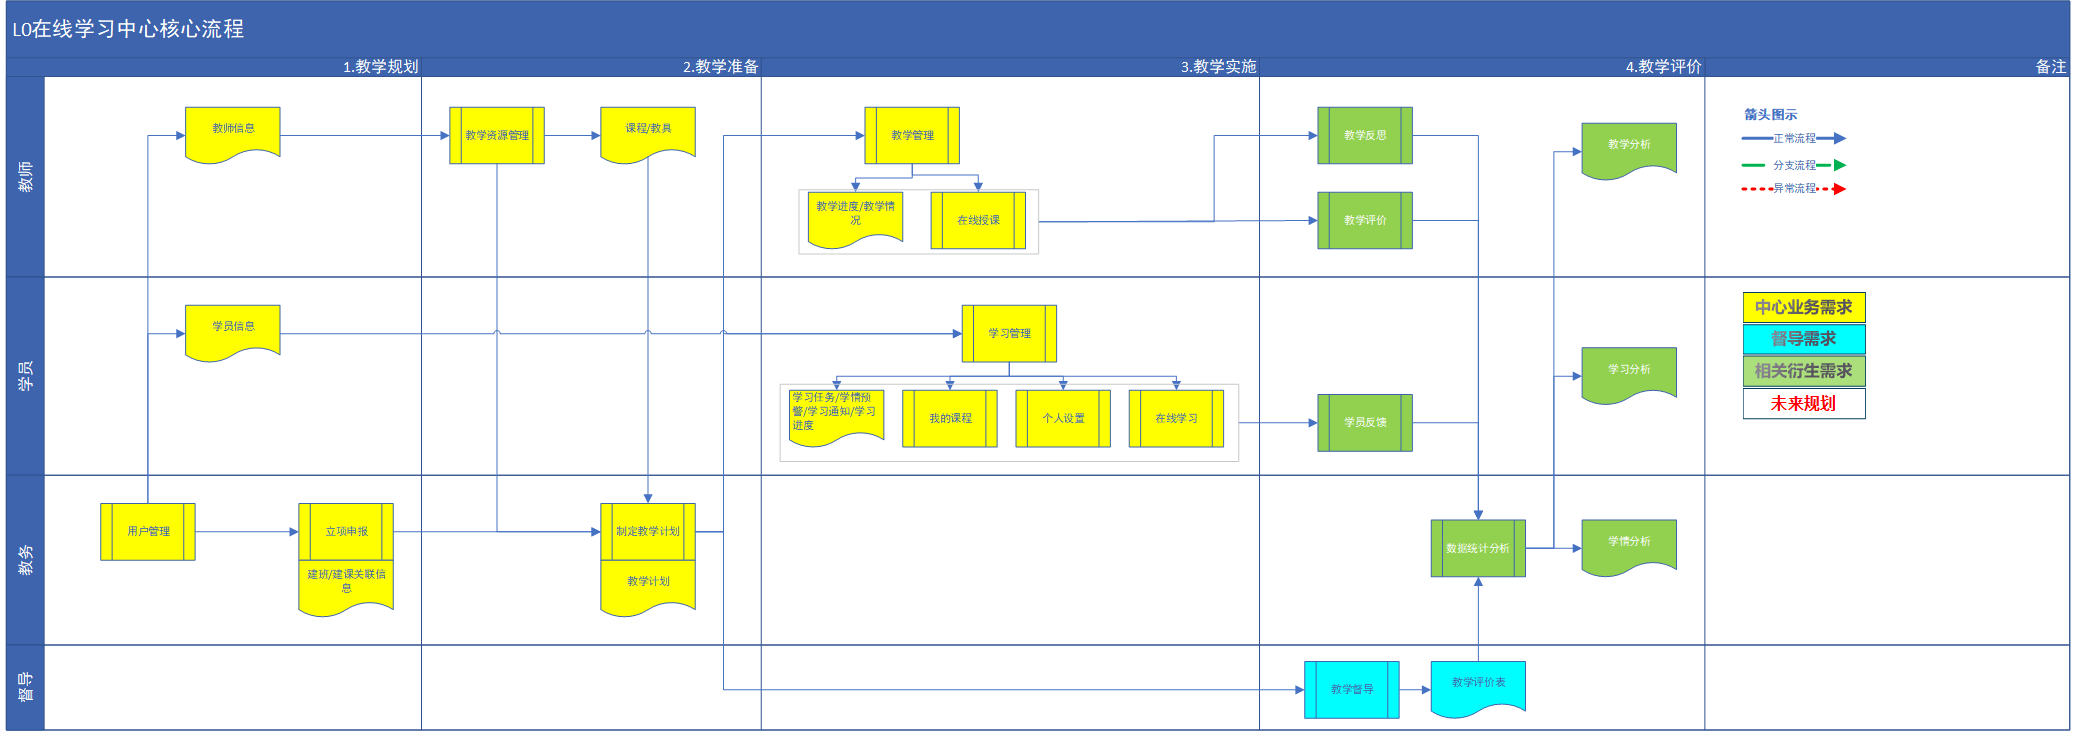 L0在线学习中心核心流程
1.教学规划
2.教学准备
3.教学实施
4.教学评价
备注
教师
教师信息
教学资源管理
课程/教具
教学管理
教学进度/教学情
况
在线授课
教学反思
教学评价
教学分析
箭头图示
正常流程
分支流程
异常流程
学员
学员信息
学习管理
学习任务/学情预
警/学习通知/学习
进度
我的课程
个人设置
在线学习
学员反馈
学习分析
中心业务需求
督导需求
相关衍生需求
未来规划
教务
用户管理
立项申报
建班/建课关联信
息
制定教学计划
教学计划
数据统计分析
学情分析
督导
教学督导
教学评价表